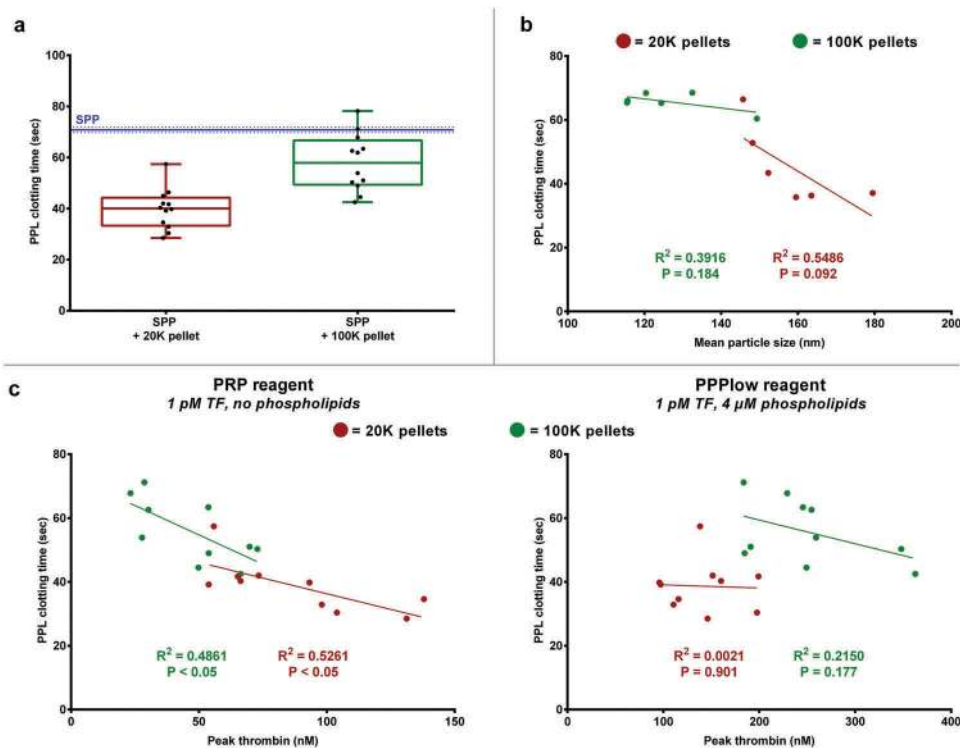 a
100
80
60
40
20
0
PPL clotting time (sec)
SPP
SPP
+ 20K pellet
SPP
+ 100K pellet
b
= 20K pellets
= 100K pellets
80
60
40
20
0
PPL clotting time (sec)
R² = 0.3916
P = 0.184
R² = 0.5486
P = 0.092
100 120 140 160 180 200
Mean particle size (nm)
c
PRP reagent
1 pM TF, no phospholipids
PPPlow reagent
1 pM TF, 4 µM phospholipids
= 20K pellets
= 100K pellets
80
60
40
20
0
PPL clotting time (sec)
R² = 0.4861
P < 0.05
R² = 0.5261
P < 0.05
0 50 100 150
Peak thrombin (nM)
80
60
40
20
0
PPL clotting time (sec)
R² = 0.0021
P = 0.901
R² = 0.2150
P = 0.177
0 100 200 300 400
Peak thrombin (nM)